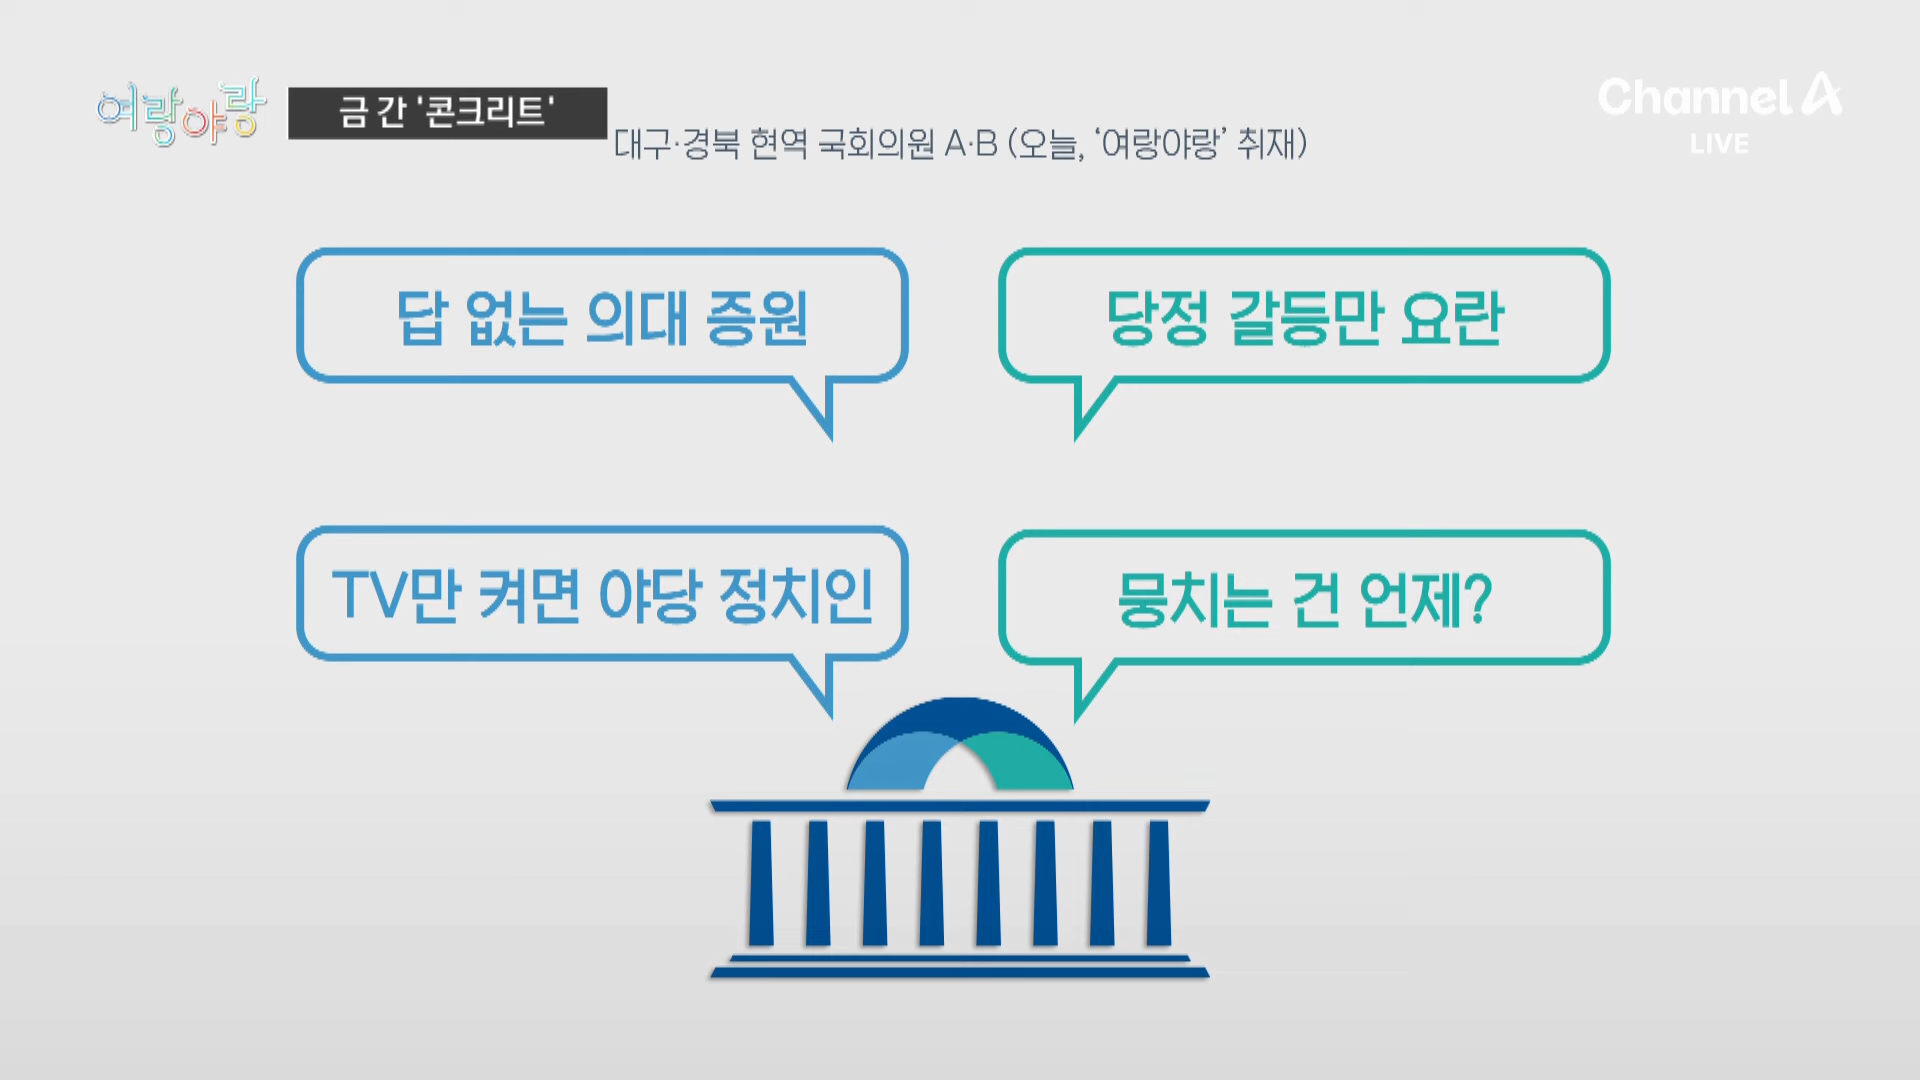 여랑야랑
금 간 '콘크리트'
Channel A
LIVE
대구·경북 현역 국회의원 A·B (오늘, ‘여랑야랑’ 취재)
답 없는 의대 증원
당정 갈등만 요란
TV만 켜면 야당 정치인
뭉치는 건 언제?